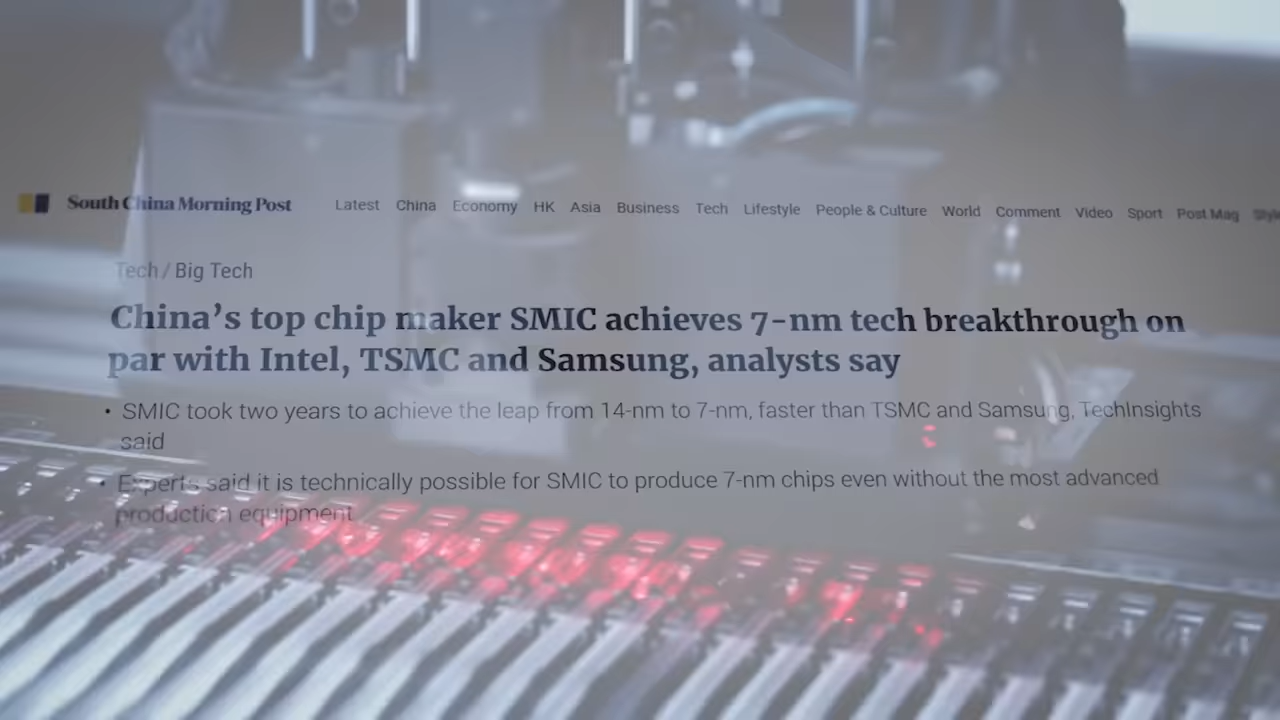 South China Morning Post Latest China Economy HK Asia Business Tech Lifestyle People & Culture World Comment Video Sport Post Mag Style
Tech / Big Tech
China's top chip maker SMIC achieves 7-nm tech breakthrough on
par with Intel, TSMC and Samsung, analysts say
• SMIC took two years to achieve the leap from 14-nm to 7-nm, faster than TSMC and Samsung, TechInsights
said
• Experts said it is technically possible for SMIC to produce 7-nm chips even without the most advanced
production equipment